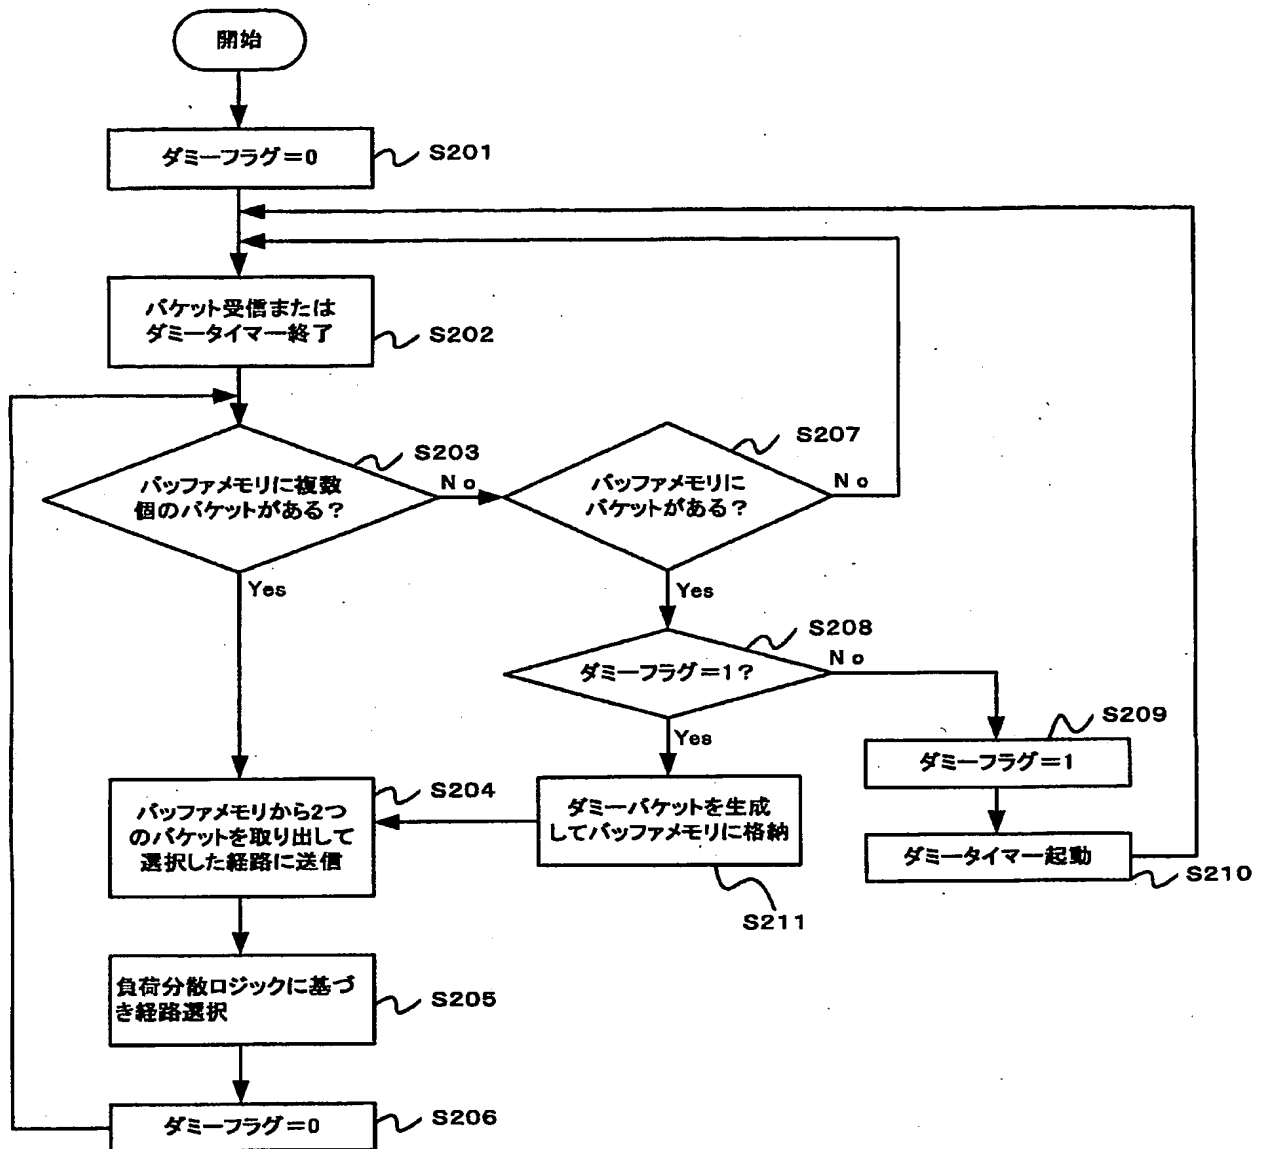 開始
ダミーフラグ＝0
S201
パケット受信または
ダミータイマー終了
S202
バッファメモリに複数
個のパケットがある？
S203
No
Yes
バッファメモリに
パケットがある？
S207
No
Yes
ダミーフラグ＝1？
S208
No
Yes
ダミーフラグ＝1
S209
ダミータイマー起動
S210
ダミーパケットを生成
してバッファメモリに格納
S211
バッファメモリから2つ
のパケットを取り出して
選択した経路に送信
S204
負荷分散ロジックに基づ
き経路選択
S205
ダミーフラグ＝0
S206